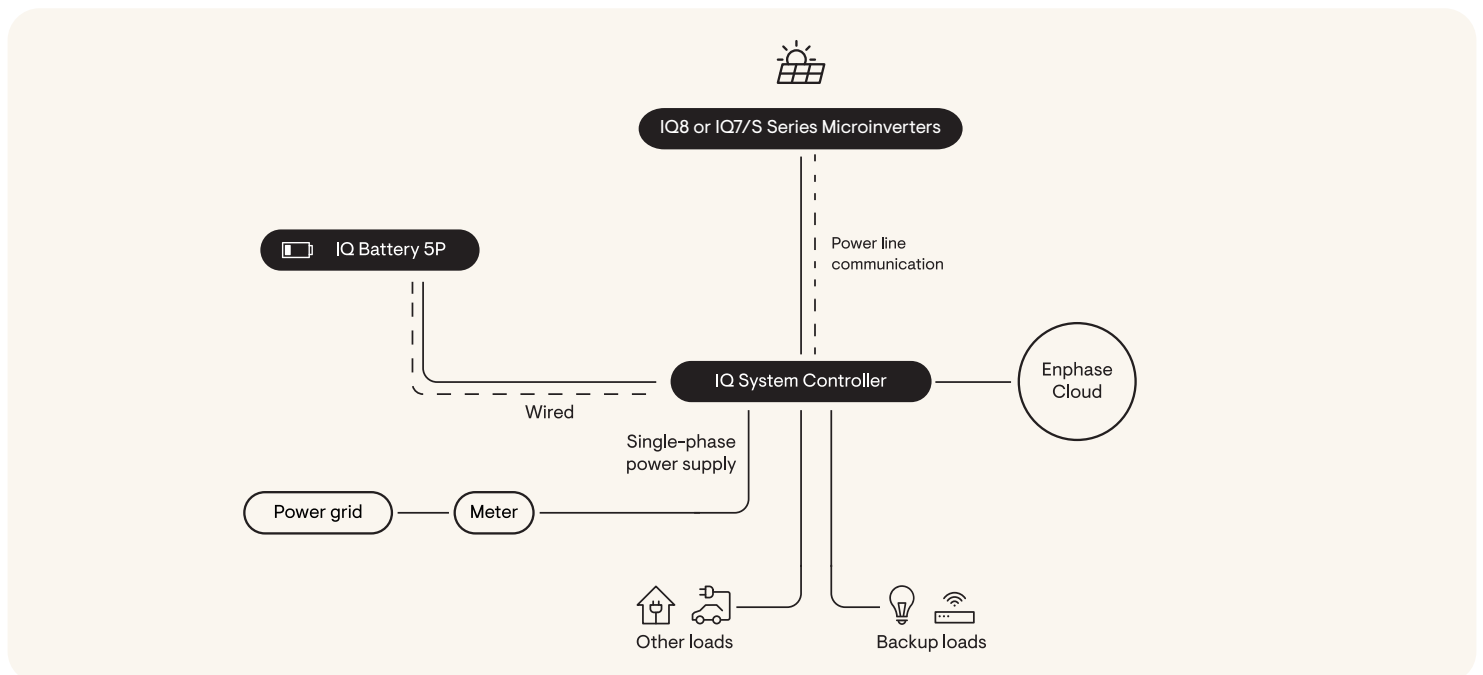 IQ8 or IQ7/S Series Microinverters
IQ Battery 5P
Power line
communication
IQ System Controller
Enphase
Cloud
Wired
Single-phase
power supply
Power grid
Meter
Other loads
Backup loads